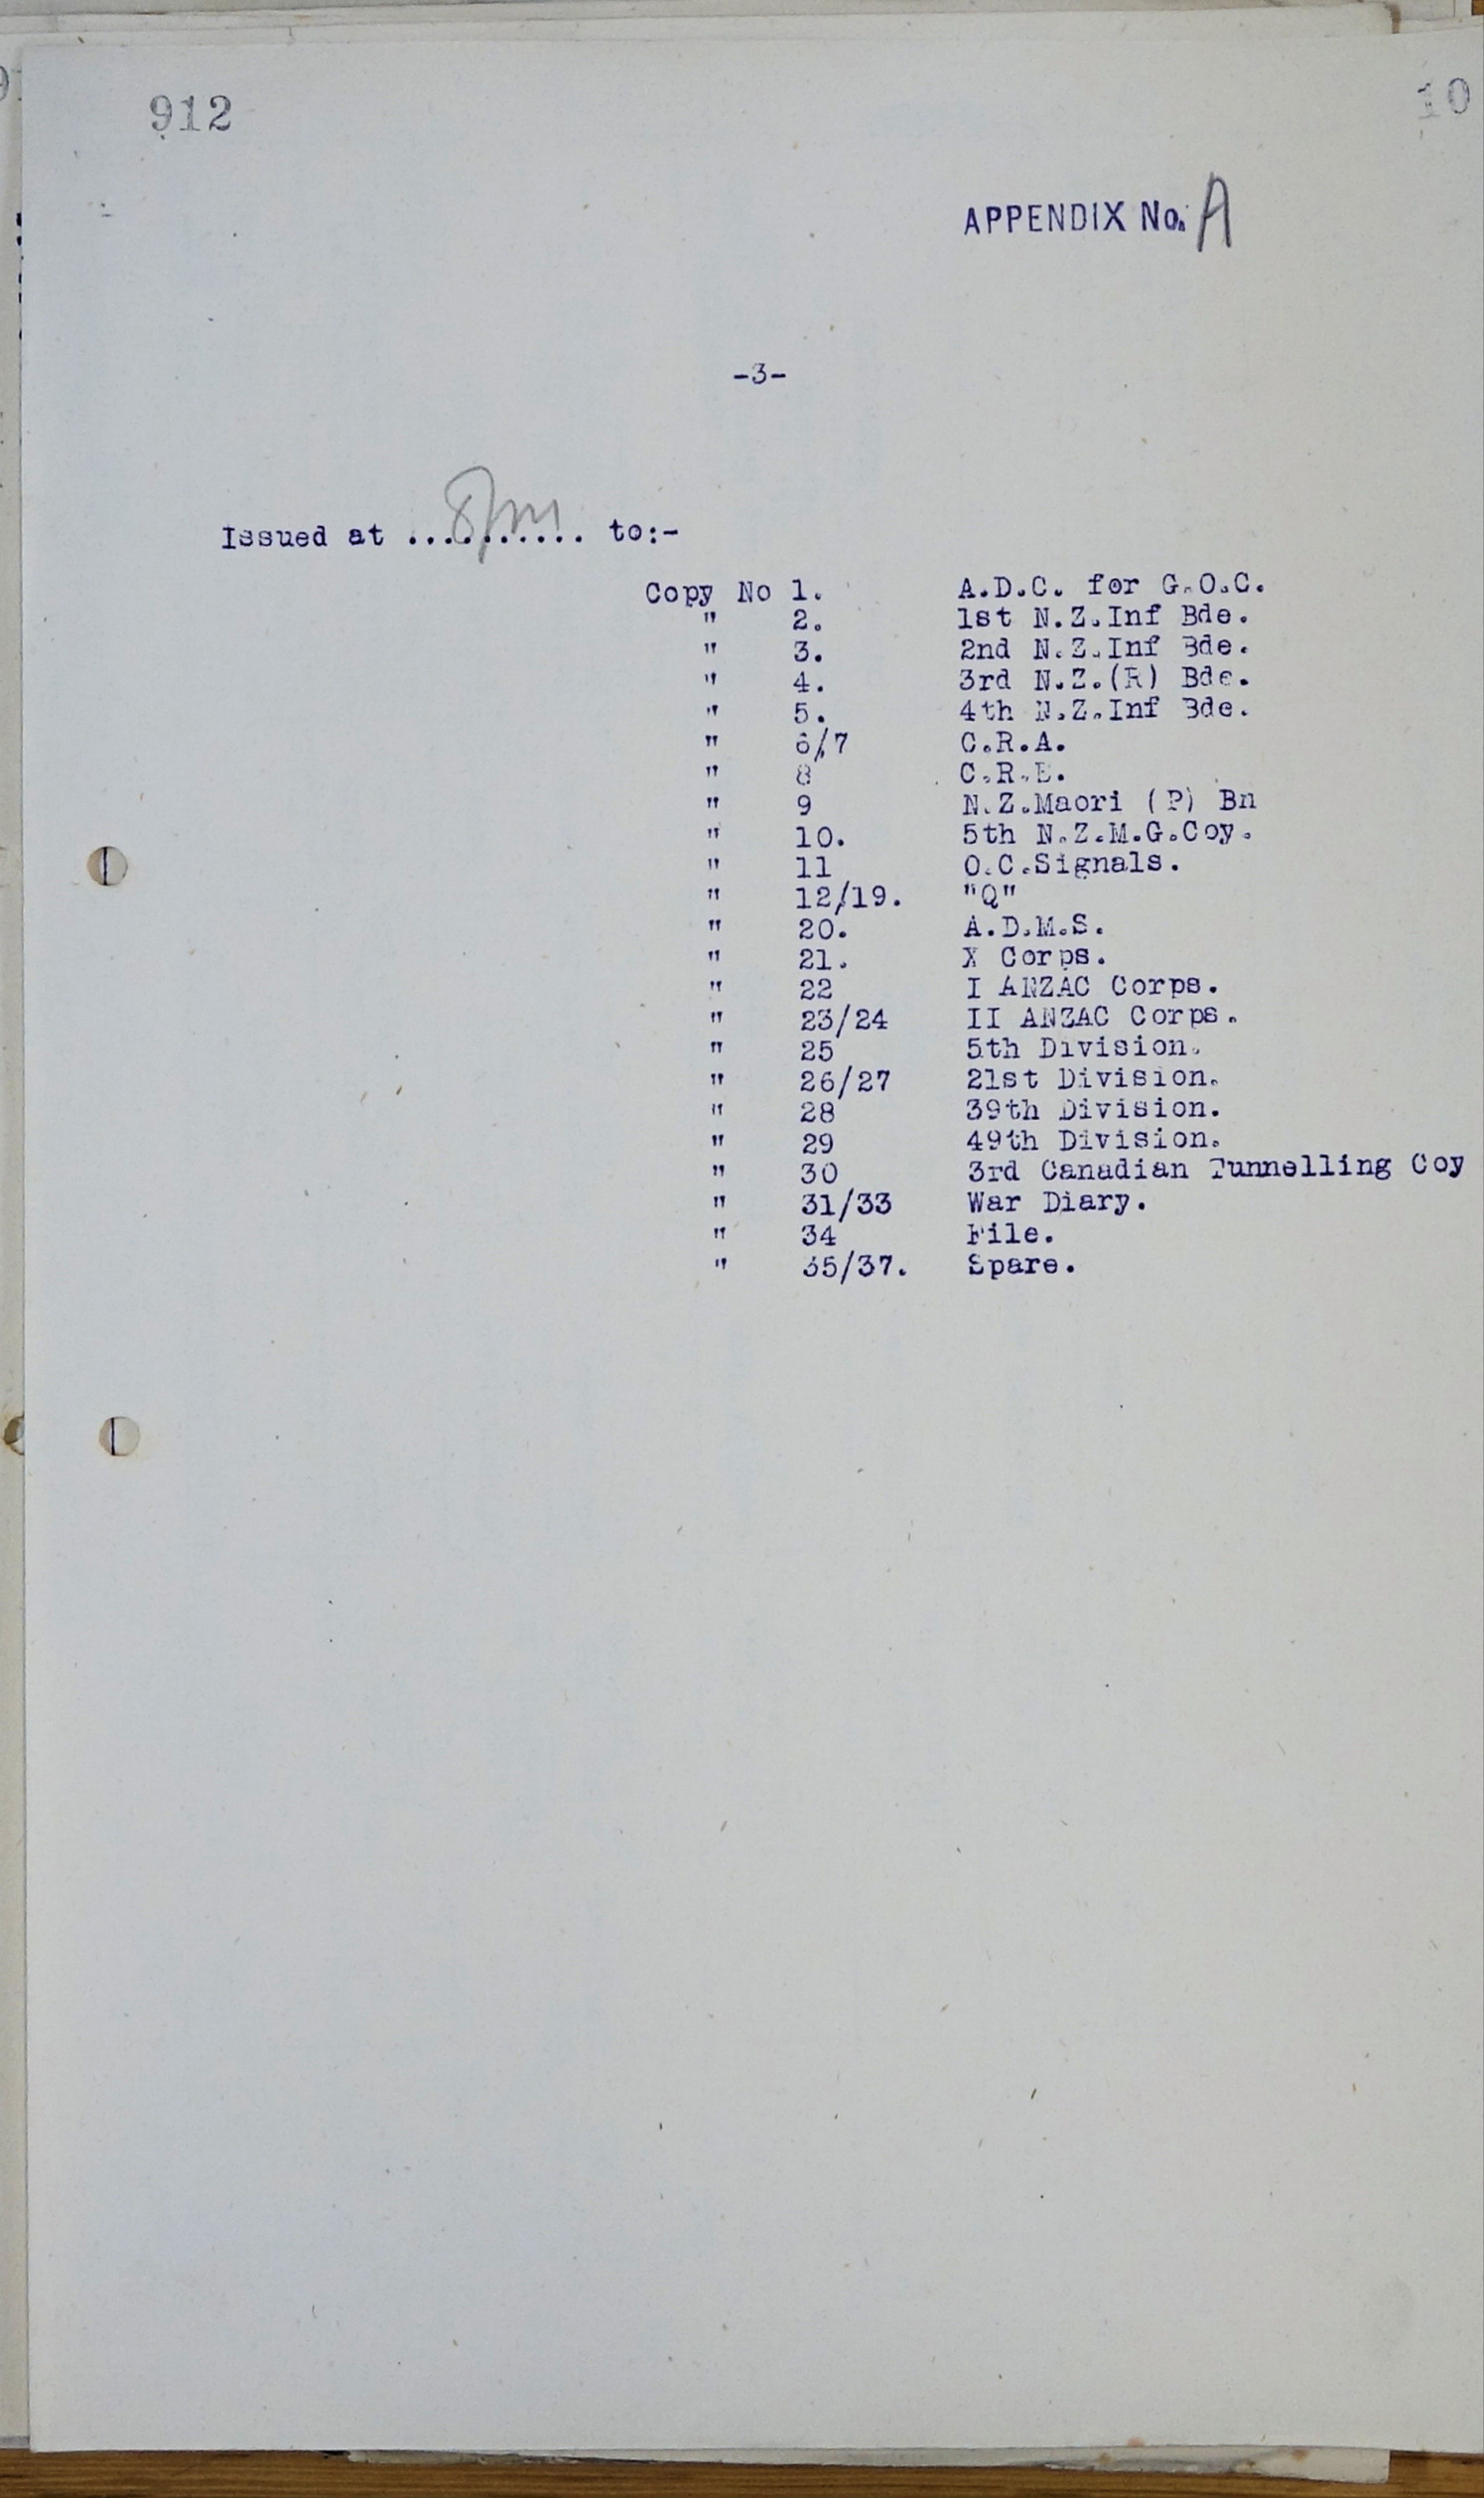 912
10
APPENDIX No. A
-3-
Issued at .. 8pm .. to:-
Copy No 1. A.D.C. for G.O.C.
" 2. 1st N.Z.Inf Bde.
" 3. 2nd N.Z.Inf Bde.
" 4. 3rd N.Z.(R) Bde.
" 5. 4th N.Z.Inf Bde.
" 6/7 C.R.A.
" 8 C.R.E.
" 9 N.Z.Maori (P) Bn
" 10. 5th N.Z.M.G.Coy.
" 11 O.C.Signals.
" 12/19. "Q"
" 20. A.D.M.S.
" 21. X Corps.
" 22 I ANZAC Corps.
" 23/24 II ANZAC Corps.
" 25 5th Division.
" 26/27 21st Division.
" 28 39th Division.
" 29 49th Division.
" 30 3rd Canadian Tunnelling Coy
" 31/33 War Diary.
" 34 File.
" 35/37. Spare.